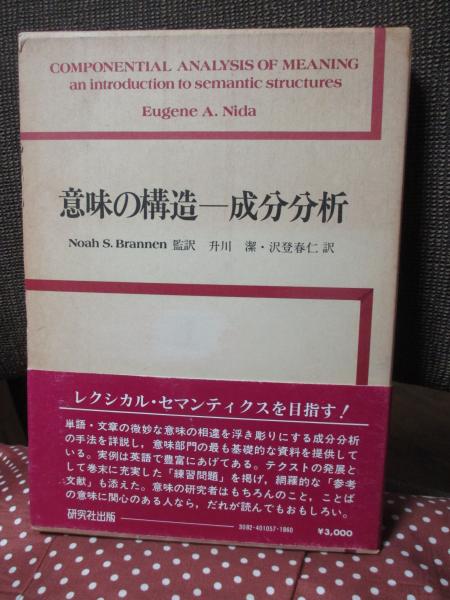 COMPONENTIAL ANALYSIS OF MEANING
an introduction to semantic structures
Eugene A. Nida
意味の構造—成分分析
Noah S. Brannen 監訳 升川 潔・沢登春仁 訳
レクシカル・セマンティクスを目指す!
単語・文章の微妙な意味の相違を浮き彫りにする成分分析
の手法を詳説し,意味部門の最も基礎的な資料を提供して
いる。実例は英語で豊富にあげてある。テクストの発展と
して巻末に充実した「練習問題」を掲げ,網羅的な「参考
文献」も添えた。意味の研究者はもちろんのこと,ことば
の意味に関心のある人なら,だれが読んでもおもしろい。
研究社出版 3082-401057-1860 ¥3,000